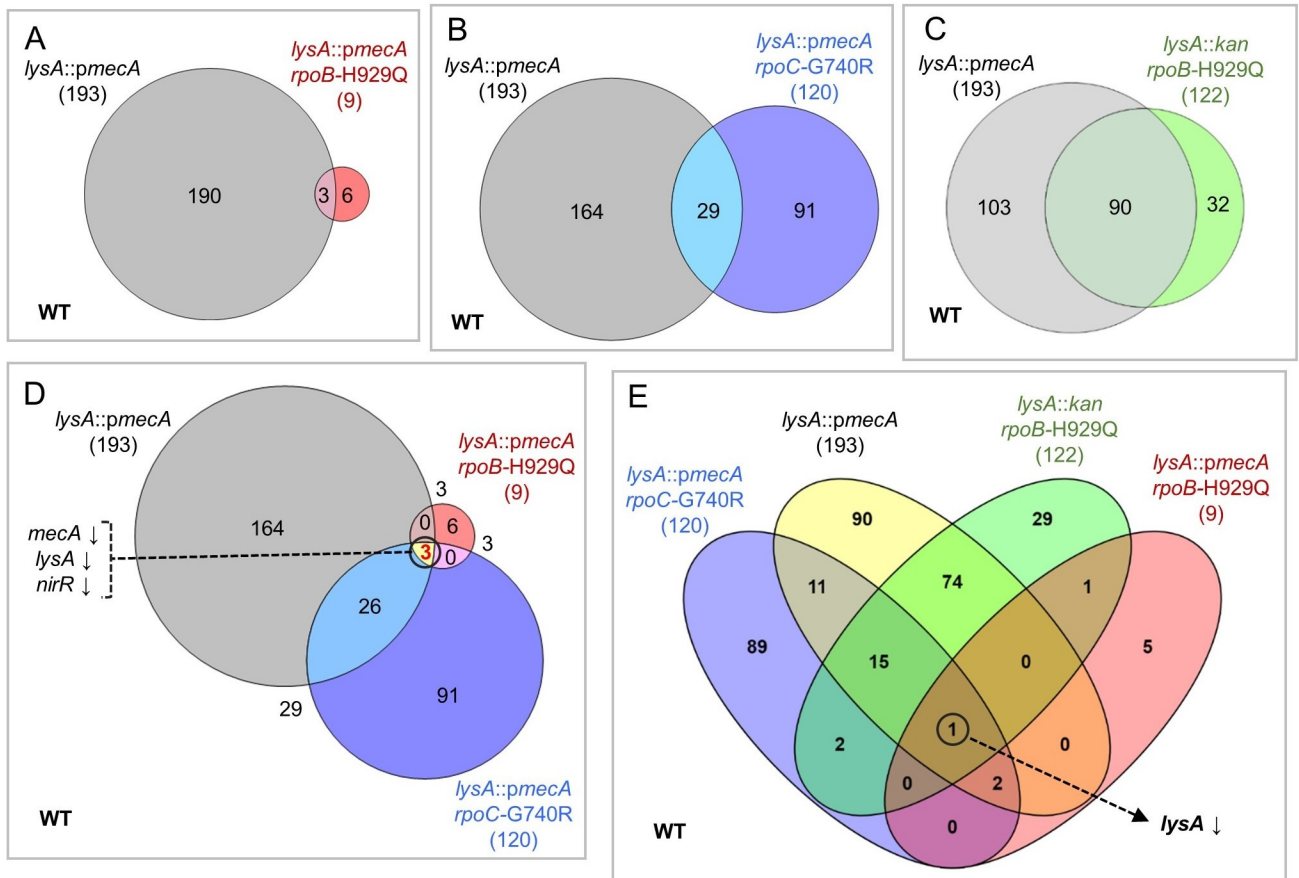 A
lysA::pmecA
(193)
lysA::pmecA
rpoB-H929Q
(9)
190
3
6
WT
B
lysA::pmecA
(193)
lysA::pmecA
rpoC-G740R
(120)
164
29
91
WT
C
lysA::pmecA
(193)
lysA::kan
rpoB-H929Q
(122)
103
90
32
WT
D
lysA::pmecA
(193)
lysA::pmecA
rpoB-H929Q
(9)
3
0
6
164
3
0
3
mecA ↓
lysA ↓
nirR ↓
26
29
91
lysA::pmecA
rpoC-G740R
(120)
WT
E
lysA::pmecA
(193)
lysA::kan
rpoB-H929Q
(122)
lysA::pmecA
rpoC-G740R
(120)
lysA::pmecA
rpoB-H929Q
(9)
90
29
11
74
1
89
15
0
5
2
1
0
0
2
0
lysA ↓
WT